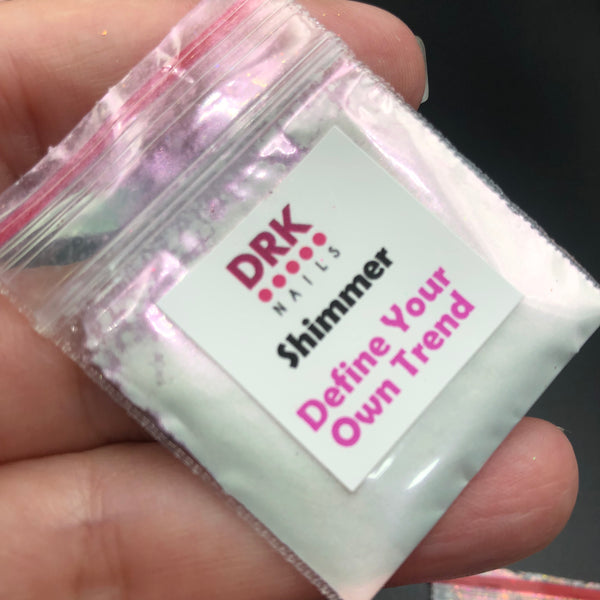 DRK
NAILS
Shimmer
Define Your
Own Trend